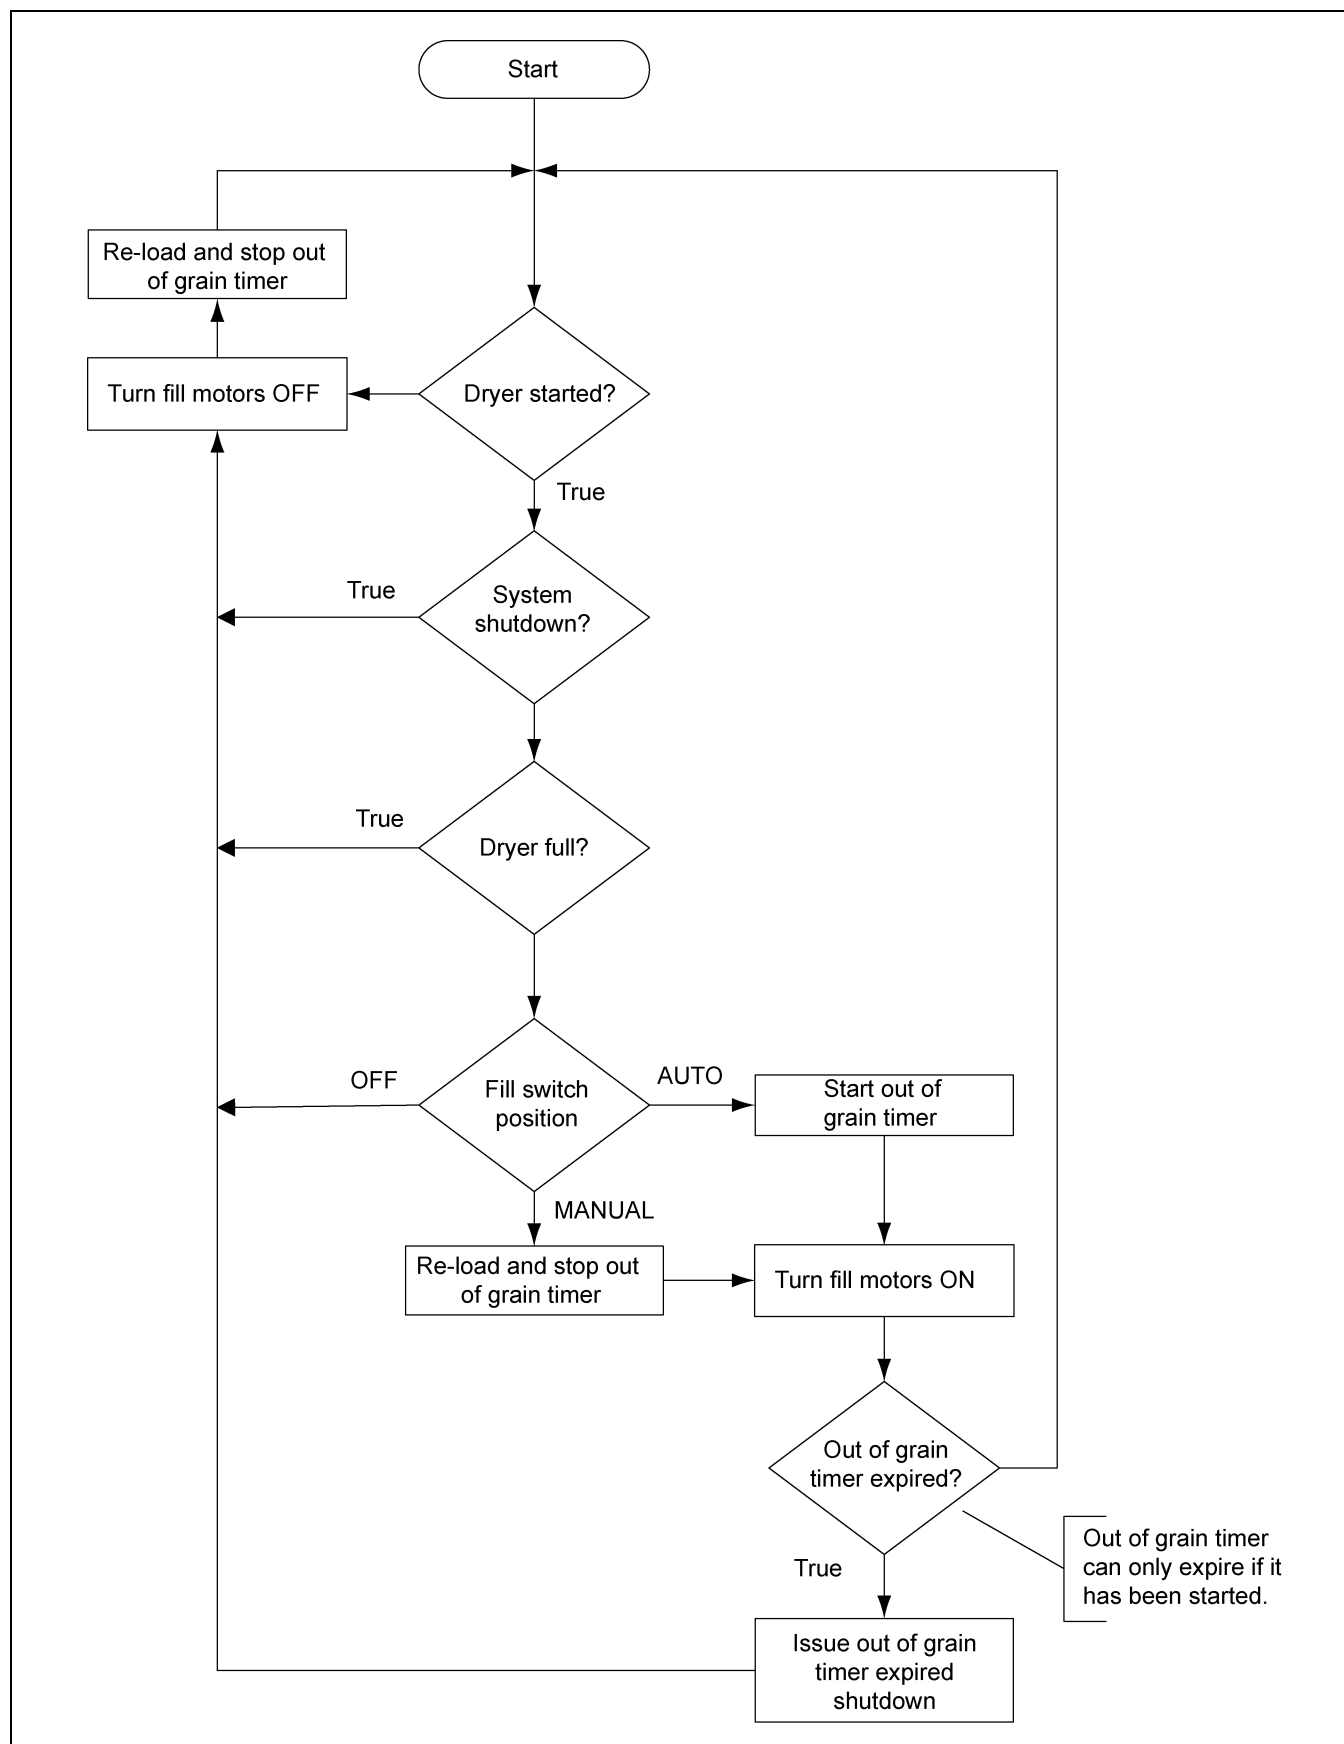 Start
Re-load and stop out
of grain timer
Turn fill motors OFF
Dryer started?
True
True
System
shutdown?
True
Dryer full?
OFF
Fill switch
position
AUTO
Start out of
grain timer
MANUAL
Re-load and stop out
of grain timer
Turn fill motors ON
Out of grain
timer expired?
Out of grain timer
can only expire if it
has been started.
True
Issue out of grain
timer expired
shutdown